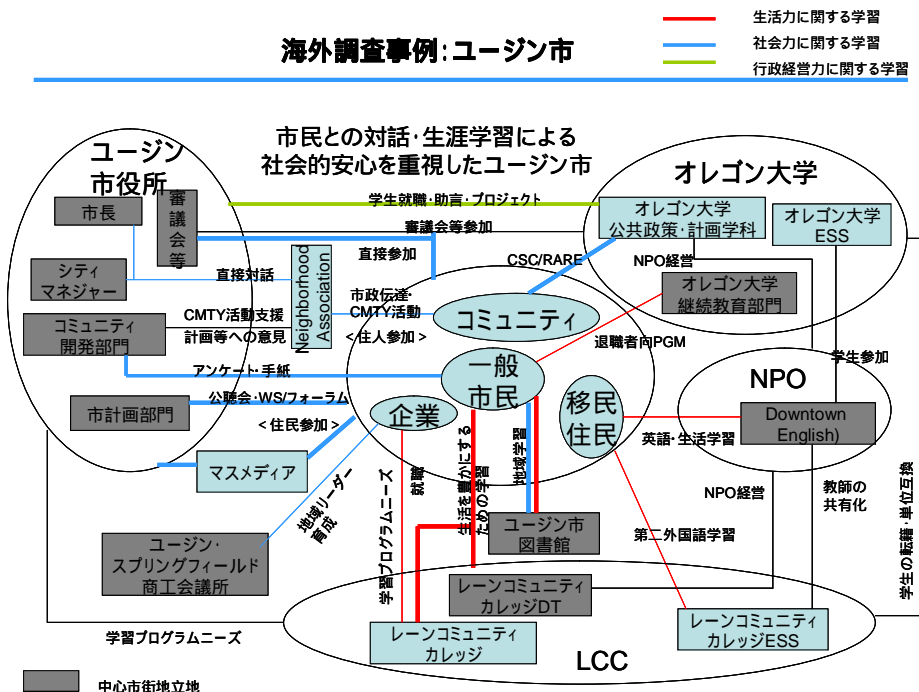 海外調査事例：ユージン市
生活力に関する学習
社会力に関する学習
行政経営力に関する学習
市民との対話・生涯学習による
社会的安心を重視したユージン市
ユージン
市役所
市長
審議会等
シティ
マネジャー
コミュニティ
開発部門
市計画部門
マスメディア
ユージン・
スプリングフィールド
商工会議所
Neighborhood
Association
学生就職・助言・プロジェクト
審議会等参加
直接参加
直接対話
CMTY活動支援
計画等への意見
市政伝達・
CMTY活動
＜住人参加＞
アンケート・手紙
公聴会・WS/フォーラム
＜住民参加＞
CSC/RARE
オレゴン大学
オレゴン大学
公共政策・計画学科
オレゴン大学
ESS
NPO経営
オレゴン大学
継続教育部門
退職者向PGM
学生参加
コミュニティ
一般
市民
企業
移民
住民
NPO
Downtown
English)
英語・生活学習
NPO経営
教師の
共有化
学生の転籍・単位互換
第二外国語学習
地域リーダー
育成
学習プログラムニーズ
就職
生活を豊かにする
ための学習
地域学習
ユージン市
図書館
レーンコミュニティ
カレッジDT
レーンコミュニティ
カレッジ
レーンコミュニティ
カレッジESS
LCC
学習プログラムニーズ
中心市街地立地